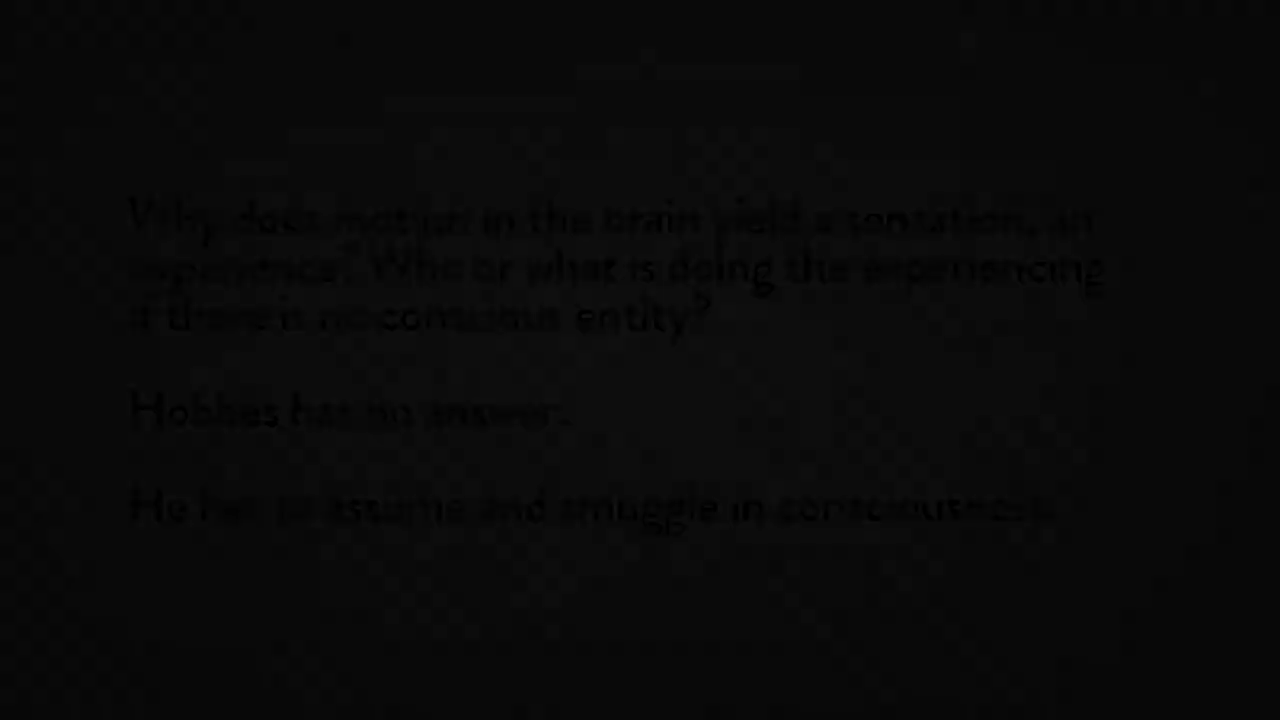 Why does motion in the brain yield a sensation, an
experience? Who or what is doing the experiencing
if there is no conscious entity?
Hobbes has no answer.
He has to assume and smuggle in consciousness.